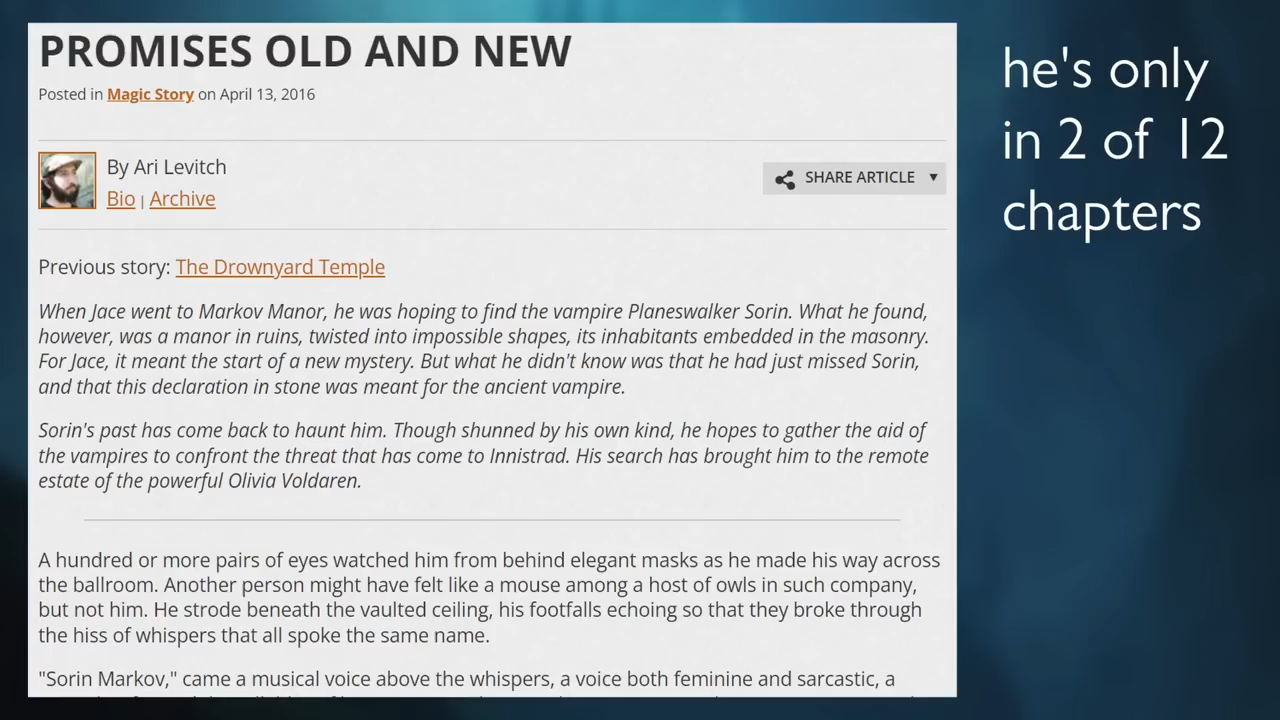 PROMISES OLD AND NEW
Posted in Magic Story on April 13, 2016
By Ari Levitch
Bio | Archive
SHARE ARTICLE
Previous story: The Drownyard Temple
When Jace went to Markov Manor, he was hoping to find the vampire Planeswalker Sorin. What he found,
however, was a manor in ruins, twisted into impossible shapes, its inhabitants embedded in the masonry.
For Jace, it meant the start of a new mystery. But what he didn't know was that he had just missed Sorin,
and that this declaration in stone was meant for the ancient vampire.
Sorin's past has come back to haunt him. Though shunned by his own kind, he hopes to gather the aid of
the vampires to confront the threat that has come to Innistrad. His search has brought him to the remote
estate of the powerful Olivia Voldaren.
A hundred or more pairs of eyes watched him from behind elegant masks as he made his way across
the ballroom. Another person might have felt like a mouse among a host of owls in such company,
but not him. He strode beneath the vaulted ceiling, his footfalls echoing so that they broke through
the hiss of whispers that all spoke the same name.
"Sorin Markov," came a musical voice above the whispers, a voice both feminine and sarcastic, a
he's only
in 2 of 12
chapters